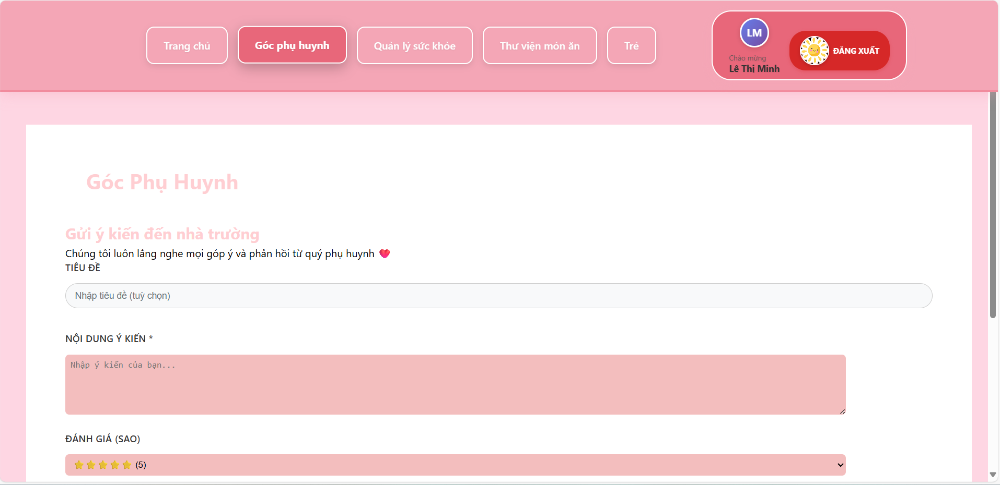 Trang chủ
Góc phụ huynh
Quản lý sức khỏe
Thư viện món ăn
Trẻ
LM
Chào mừng
Lê Thị Minh
ĐĂNG XUẤT
Góc Phụ Huynh
Gửi ý kiến đến nhà trường
Chúng tôi luôn lắng nghe mọi góp ý và phản hồi từ quý phụ huynh
TIÊU ĐỀ
Nhập tiêu đề (tuỳ chọn)
NỘI DUNG Ý KIẾN *
Nhập ý kiến của bạn...
ĐÁNH GIÁ (SAO)
(5)